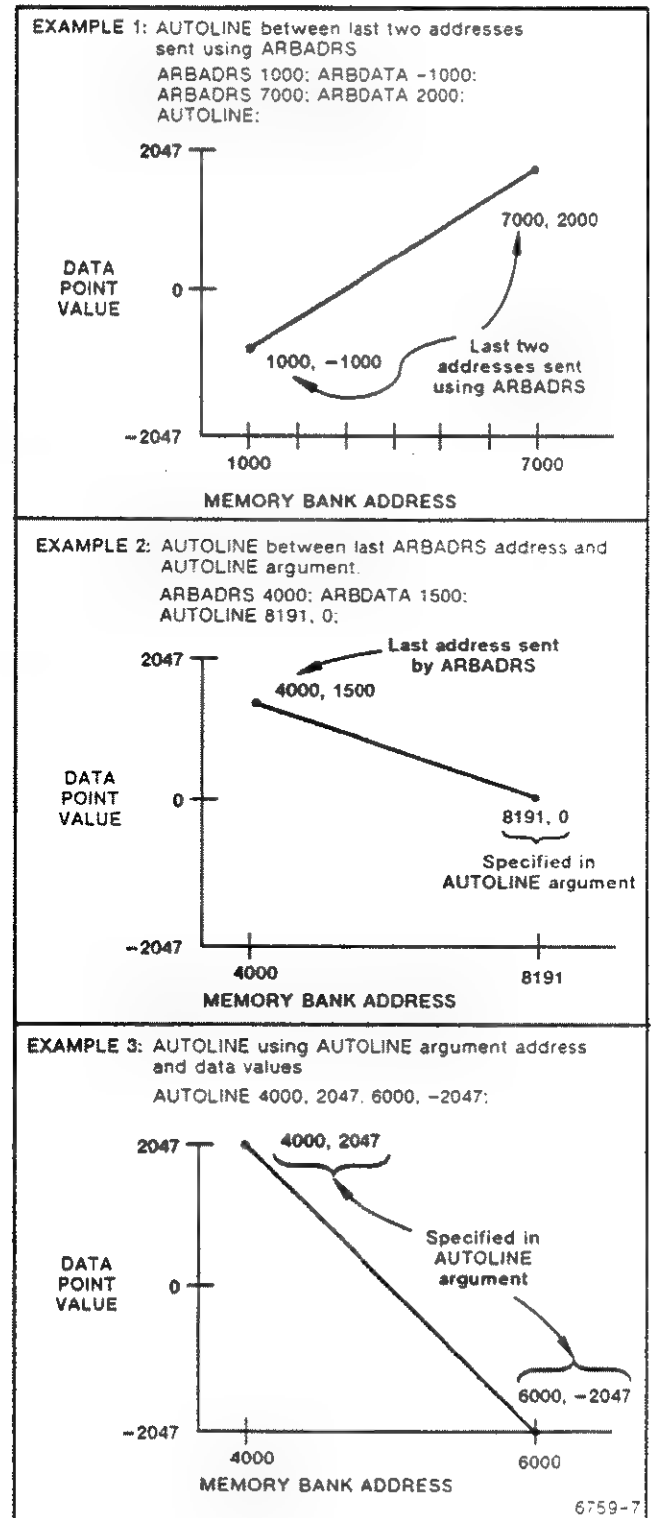 EXAMPLE 1: AUTOLINE between last two addresses
sent using ARBADRS
ARBADRS 1000; ARBDATA -1000;
ARBADRS 7000; ARBDATA 2000;
AUTOLINE;
2047
7000, 2000
DATA
POINT
VALUE
0
1000, -1000
Last two
addresses sent
using ARBADRS
-2047
1000
7000
MEMORY BANK ADDRESS
EXAMPLE 2: AUTOLINE between last ARBADRS address and
AUTOLINE argument.
ARBADRS 4000; ARBDATA 1500;
AUTOLINE 8191, 0;
2047
Last address sent
by ARBADRS
4000, 1500
DATA
POINT
VALUE
0
8191, 0
Specified in
AUTOLINE argument
-2047
4000
8191
MEMORY BANK ADDRESS
EXAMPLE 3: AUTOLINE using AUTOLINE argument address
and data values
AUTOLINE 4000, 2047, 6000, -2047;
2047
4000, 2047
Specified in
AUTOLINE
argument
DATA
POINT
VALUE
0
6000, -2047
-2047
4000
6000
MEMORY BANK ADDRESS
6759-7